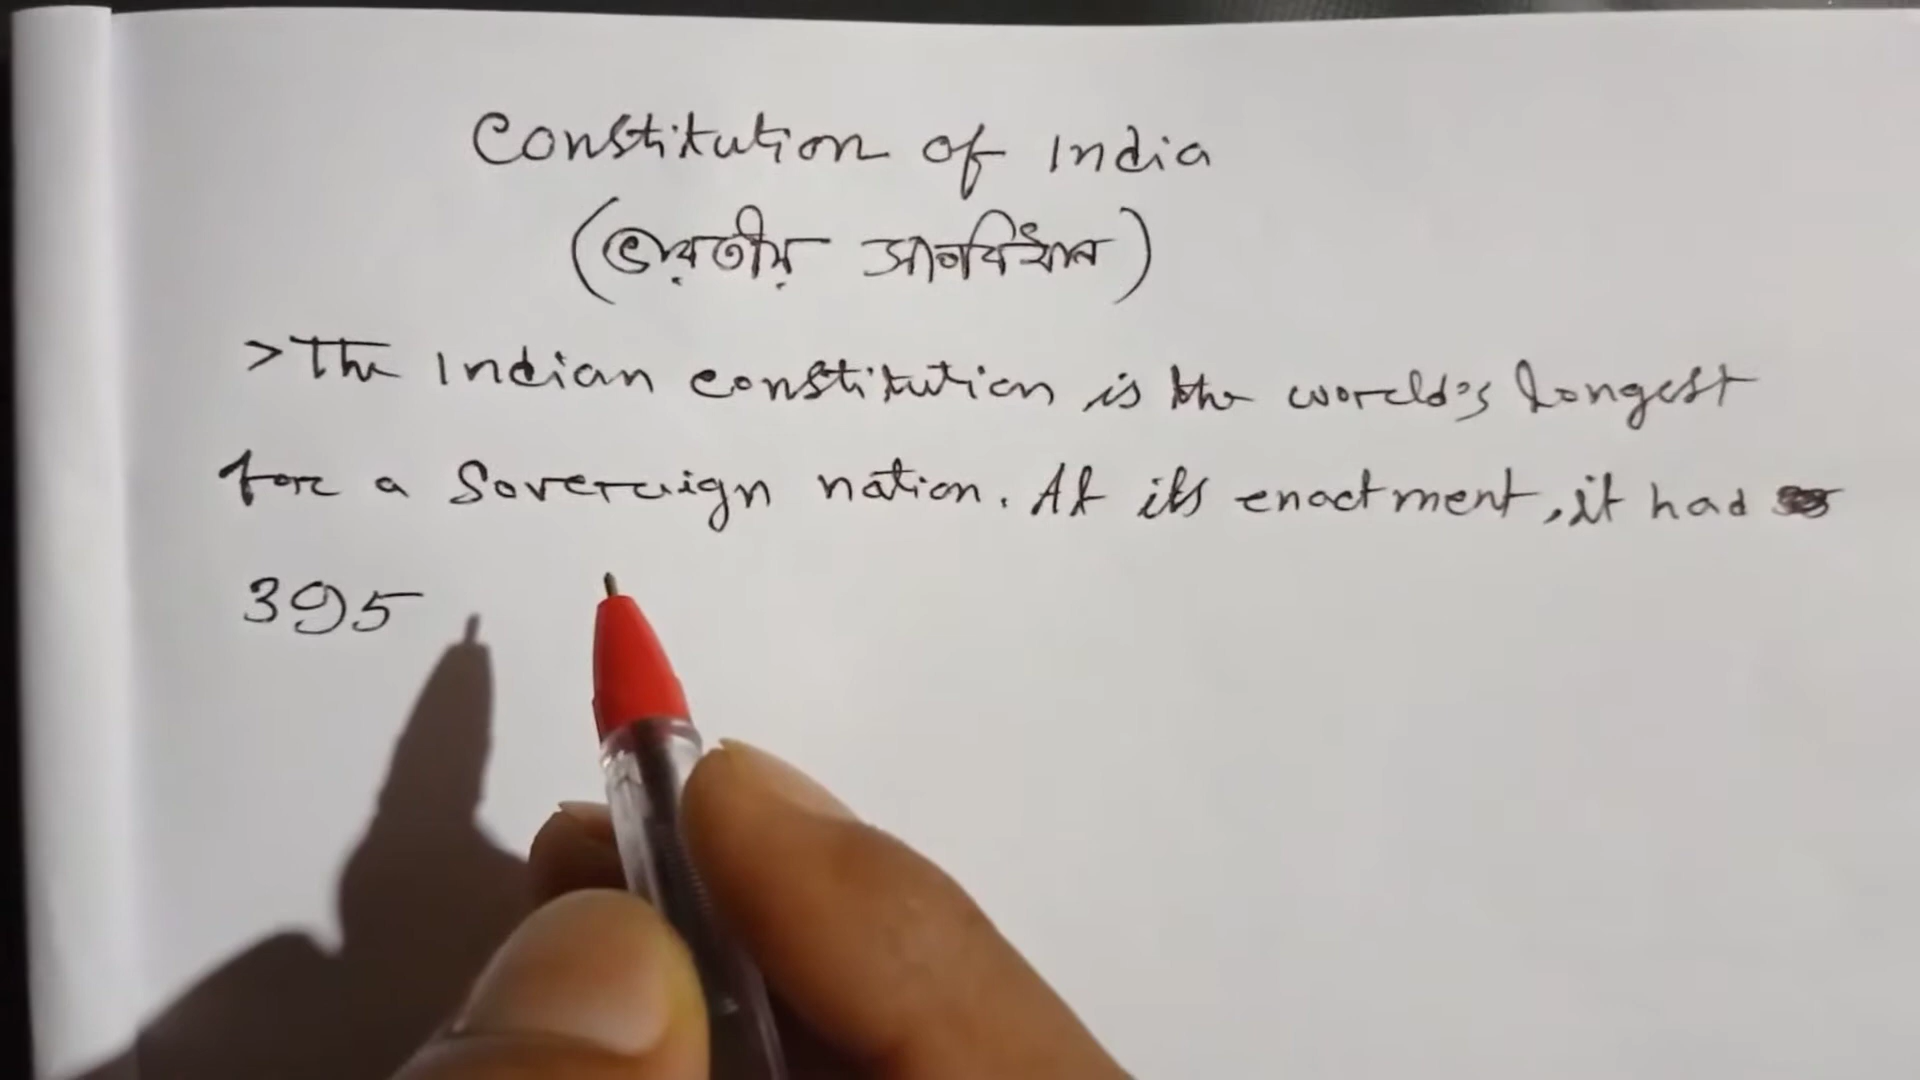 Constitution of India
(ভারতীয় সংবিধান)
> The Indian constitution is the world's longest
for a Sovereign nation. At its enactment, it had
395